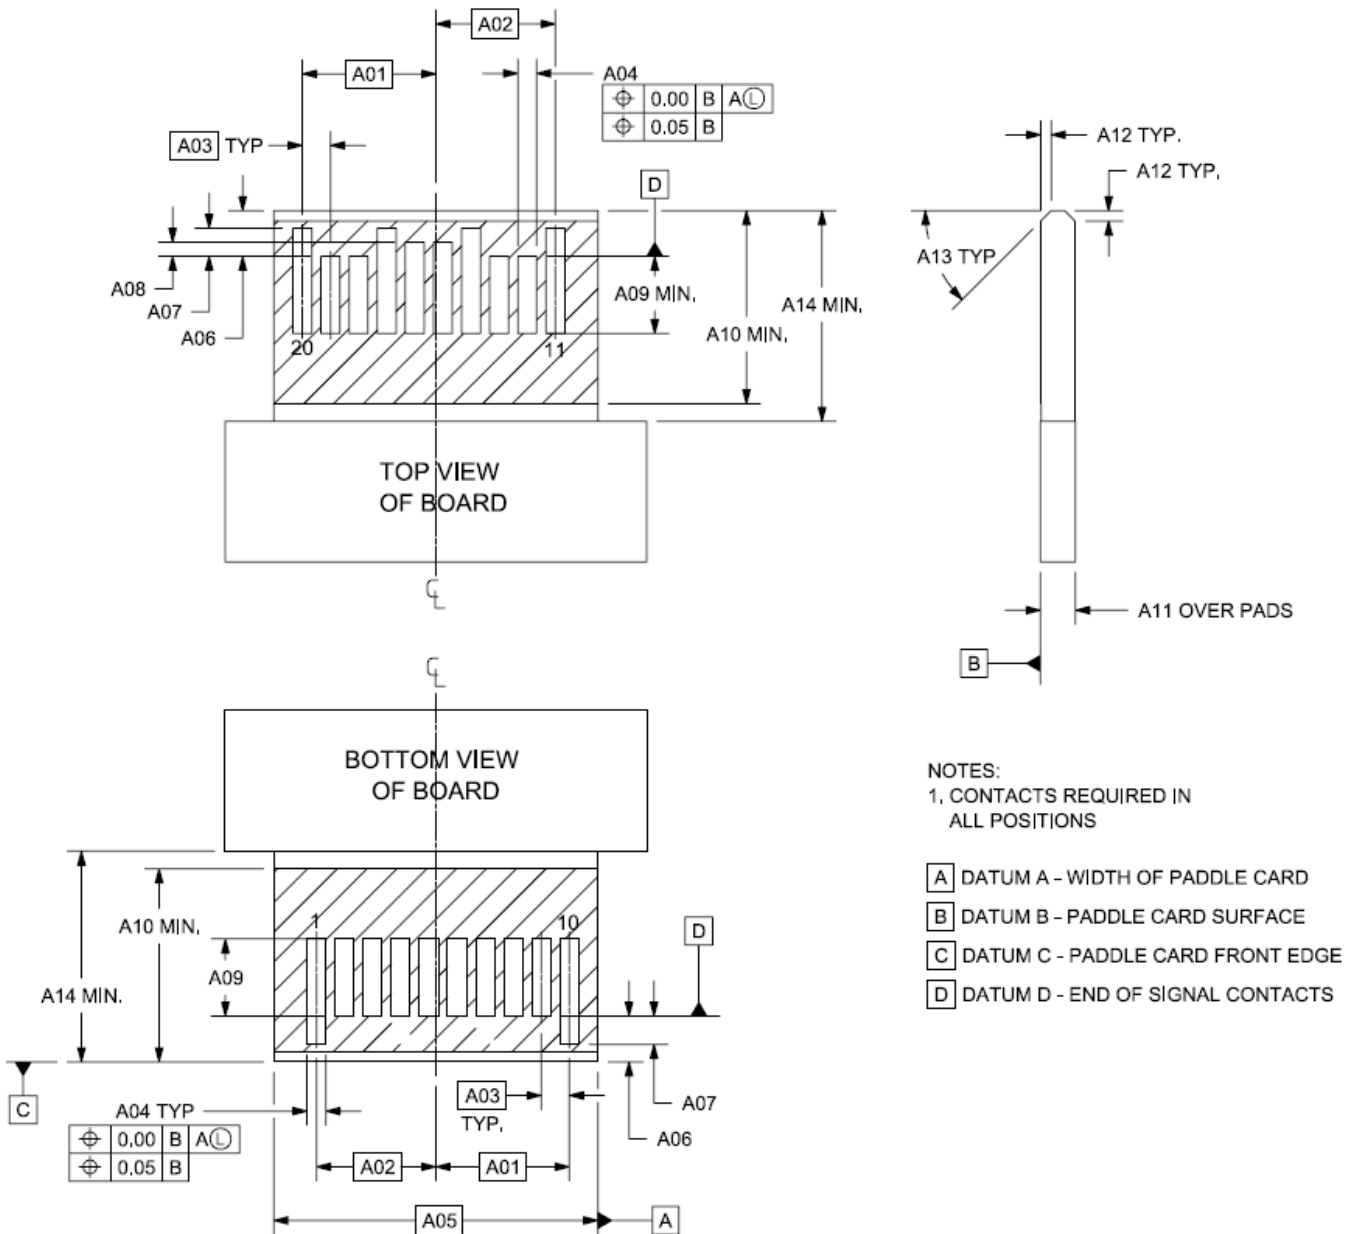 A02
A01
A04
⌖ 0.00 B AⓁ
⌖ 0.05 B
A03 TYP
D
A12 TYP.
A12 TYP.
A13 TYP
A08
A07
A06
A09 MIN.
A10 MIN.
A14 MIN.
20
11
TOP VIEW
OF BOARD
℄
A11 OVER PADS
B
℄
BOTTOM VIEW
OF BOARD
NOTES:
1. CONTACTS REQUIRED IN
ALL POSITIONS
A DATUM A - WIDTH OF PADDLE CARD
B DATUM B - PADDLE CARD SURFACE
C DATUM C - PADDLE CARD FRONT EDGE
D DATUM D - END OF SIGNAL CONTACTS
1
10
A10 MIN.
D
A09
A14 MIN.
C
A04 TYP
⌖ 0.00 B AⓁ
⌖ 0.05 B
A03
TYP.
A07
A06
A02
A01
A05
A